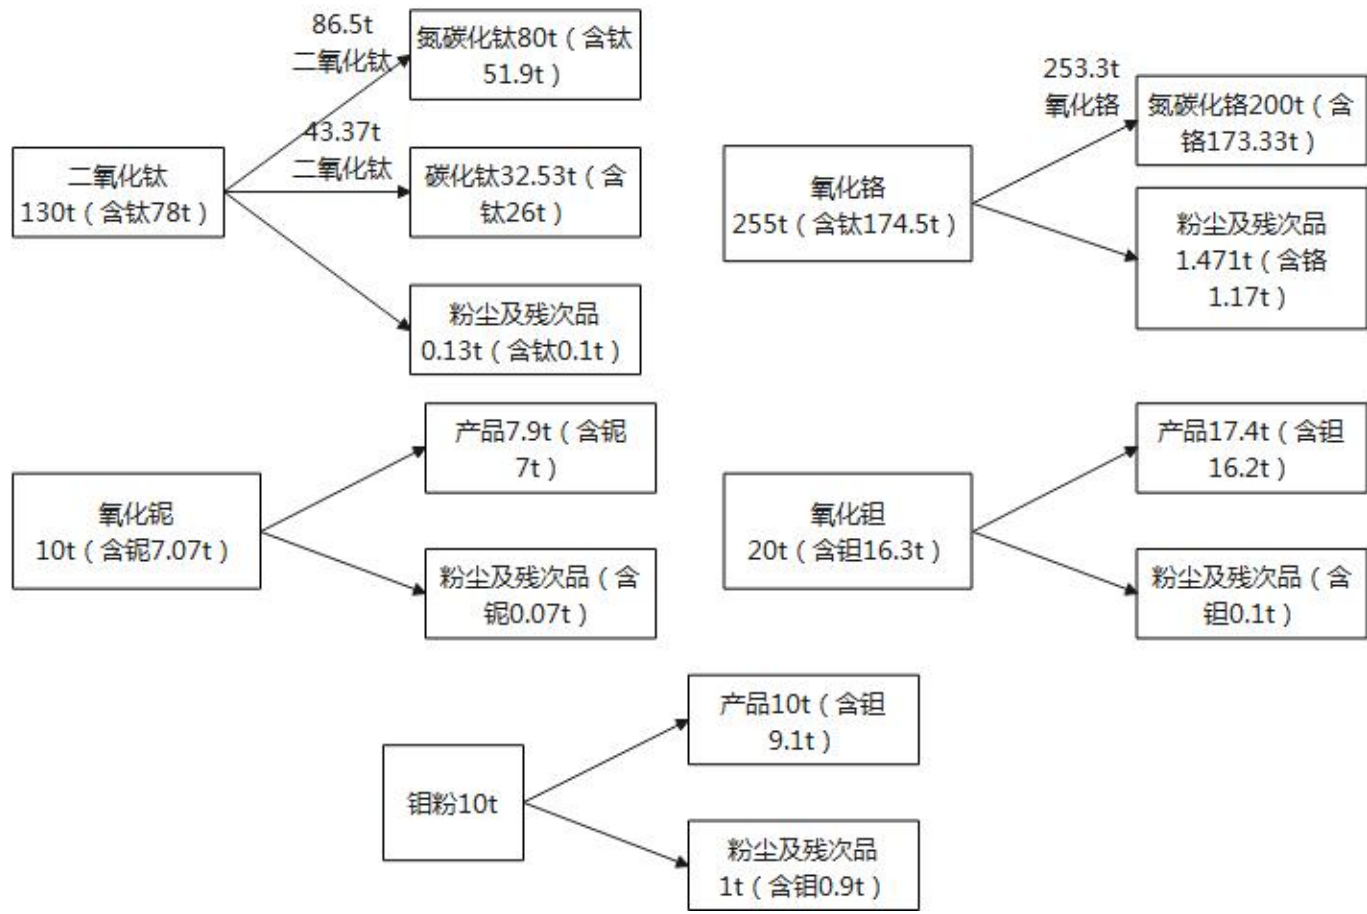 86.5t
二氧化钛
氮碳化钛80t（含钛
51.9t）
43.37t
二氧化钛
二氧化钛
130t（含钛78t）
碳化钛32.53t（含
钛26t）
粉尘及残次品
0.13t（含钛0.1t）
253.3t
氧化铬
氮碳化铬200t（含
铬173.33t）
氧化铬
255t（含钛174.5t）
粉尘及残次品
1.471t（含铬
1.17t）
氧化铌
10t（含铌7.07t）
产品7.9t（含铌
7t）
粉尘及残次品（含
铌0.07t）
氧化钽
20t（含钽16.3t）
产品17.4t（含钽
16.2t）
粉尘及残次品（含
钽0.1t）
钼粉10t
产品10t（含钽
9.1t）
粉尘及残次品
1t（含钼0.9t）